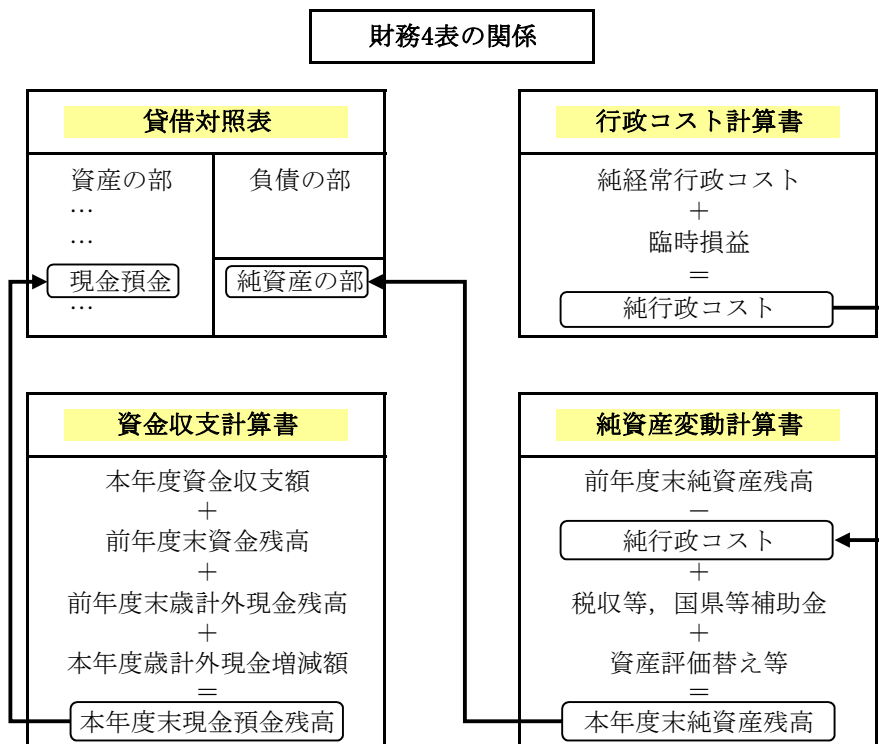 財務4表の関係
貸借対照表
資産の部
…
…
現金預金
…
負債の部
純資産の部
行政コスト計算書
純経常行政コスト
＋
臨時損益
＝
純行政コスト
資金収支計算書
本年度資金収支額
＋
前年度末資金残高
＋
前年度末歳計外現金残高
＋
本年度歳計外現金増減額
＝
本年度末現金預金残高
純資産変動計算書
前年度末純資産残高
－
純行政コスト
＋
税収等，国県等補助金
＋
資産評価替え等
＝
本年度末純資産残高